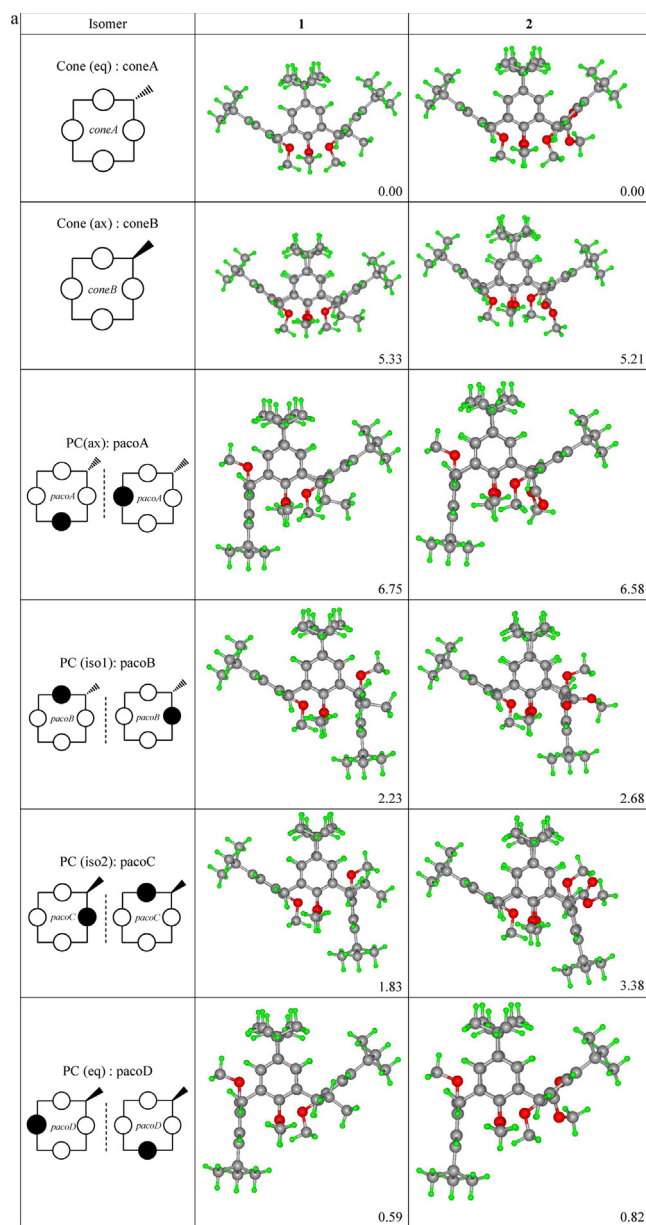 a
Isomer 1 2
Cone (eq) : coneA
coneA
0.00 0.00
Cone (ax) : coneB
coneB
5.33 5.21
PC(ax): pacoA
pacoA pacoA
6.75 6.58
PC (iso1): pacoB
pacoB pacoB
2.23 2.68
PC (iso2): pacoC
pacoC pacoC
1.83 3.38
PC (eq) : pacoD
pacoD pacoD
0.59 0.82